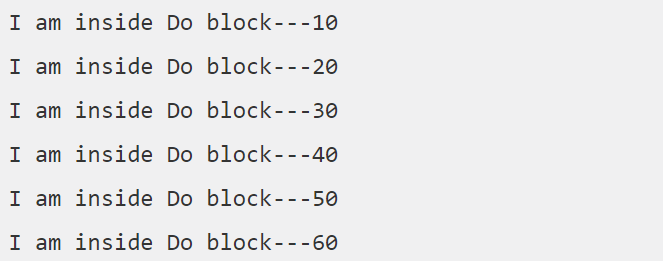 I am inside Do block---10
I am inside Do block---20
I am inside Do block---30
I am inside Do block---40
I am inside Do block---50
I am inside Do block---60